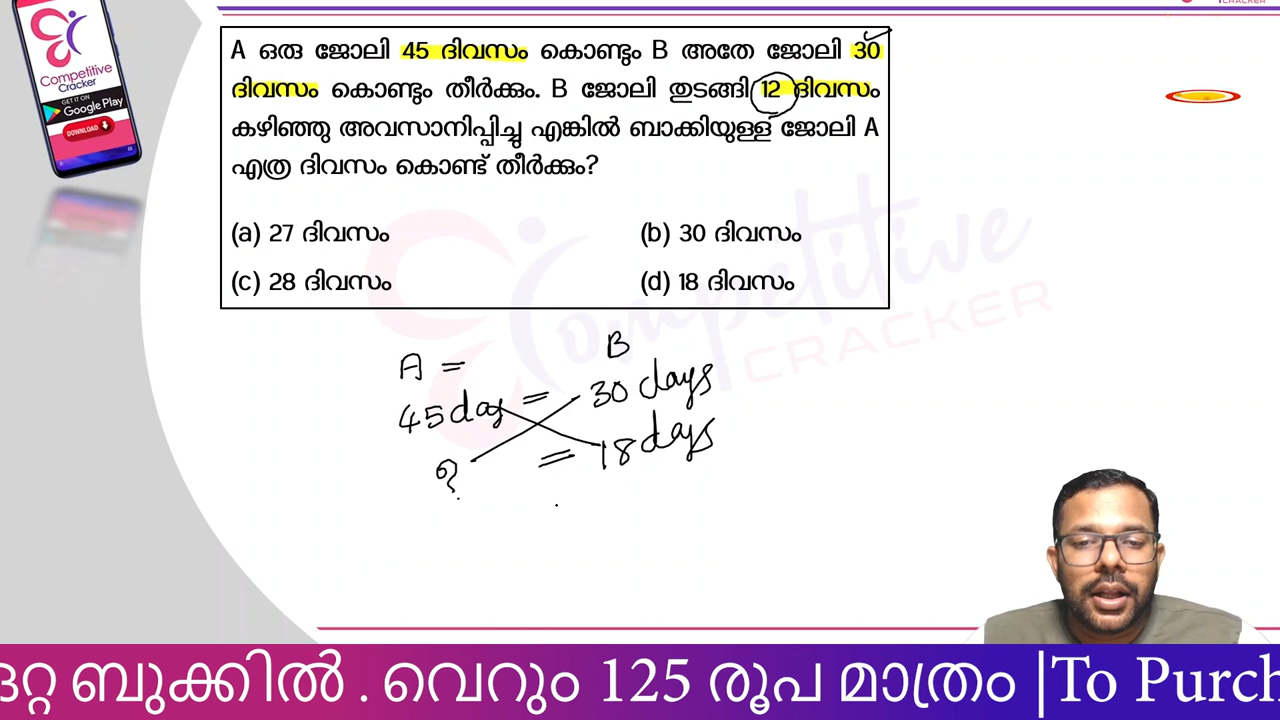 CRACKER
Competitive
Cracker
GET IT ON
Google Play
DOWNLOAD
A ഒരു ജോലി 45 ദിവസം കൊണ്ടും B അതേ ജോലി 30
ദിവസം കൊണ്ടും തീർക്കും. B ജോലി തുടങ്ങി 12 ദിവസം
കഴിഞ്ഞു അവസാനിപ്പിച്ചു എങ്കിൽ ബാക്കിയുള്ള ജോലി A
എത്ര ദിവസം കൊണ്ട് തീർക്കും?
(a) 27 ദിവസം (b) 30 ദിവസം
(c) 28 ദിവസം (d) 18 ദിവസം
Competitive
CRACKER
A = B
45 day = 30 days
? = 18 days
റ്റ ബുക്കിൽ . വെറും 125 രൂപ മാത്രം |To Purch